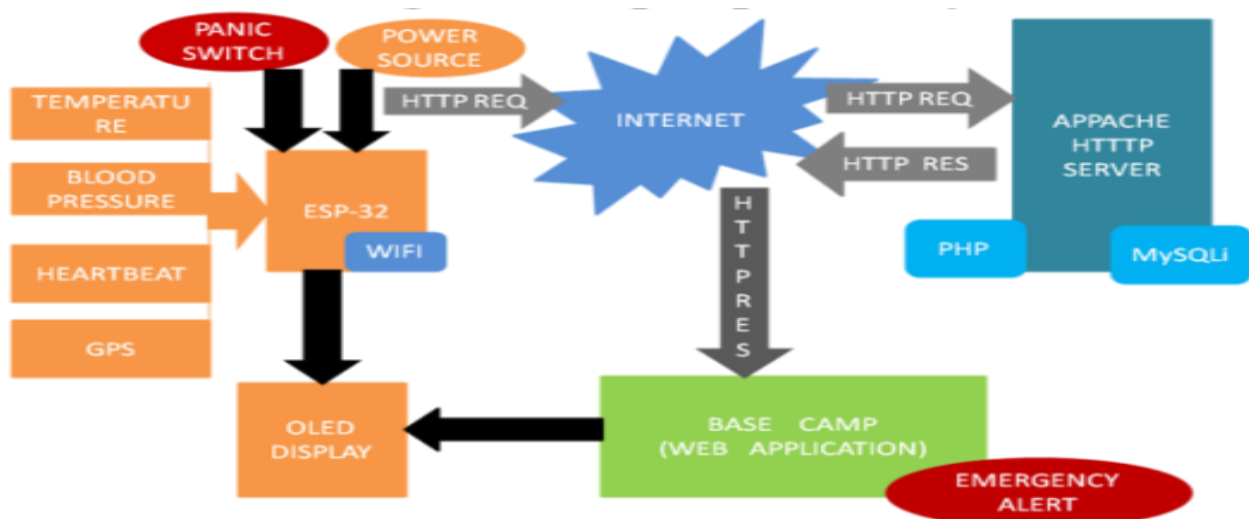 PANIC
SWITCH
POWER
SOURCE
TEMPERATU
RE
BLOOD
PRESSURE
HEARTBEAT
GPS
ESP-32
WIFI
HTTP REQ
INTERNET
HTTP REQ
HTTP RES
APPACHE
HTTTP
SERVER
PHP
MySQLi
H
T
T
P
R
E
S
OLED
DISPLAY
BASE CAMP
(WEB APPLICATION)
EMERGENCY
ALERT